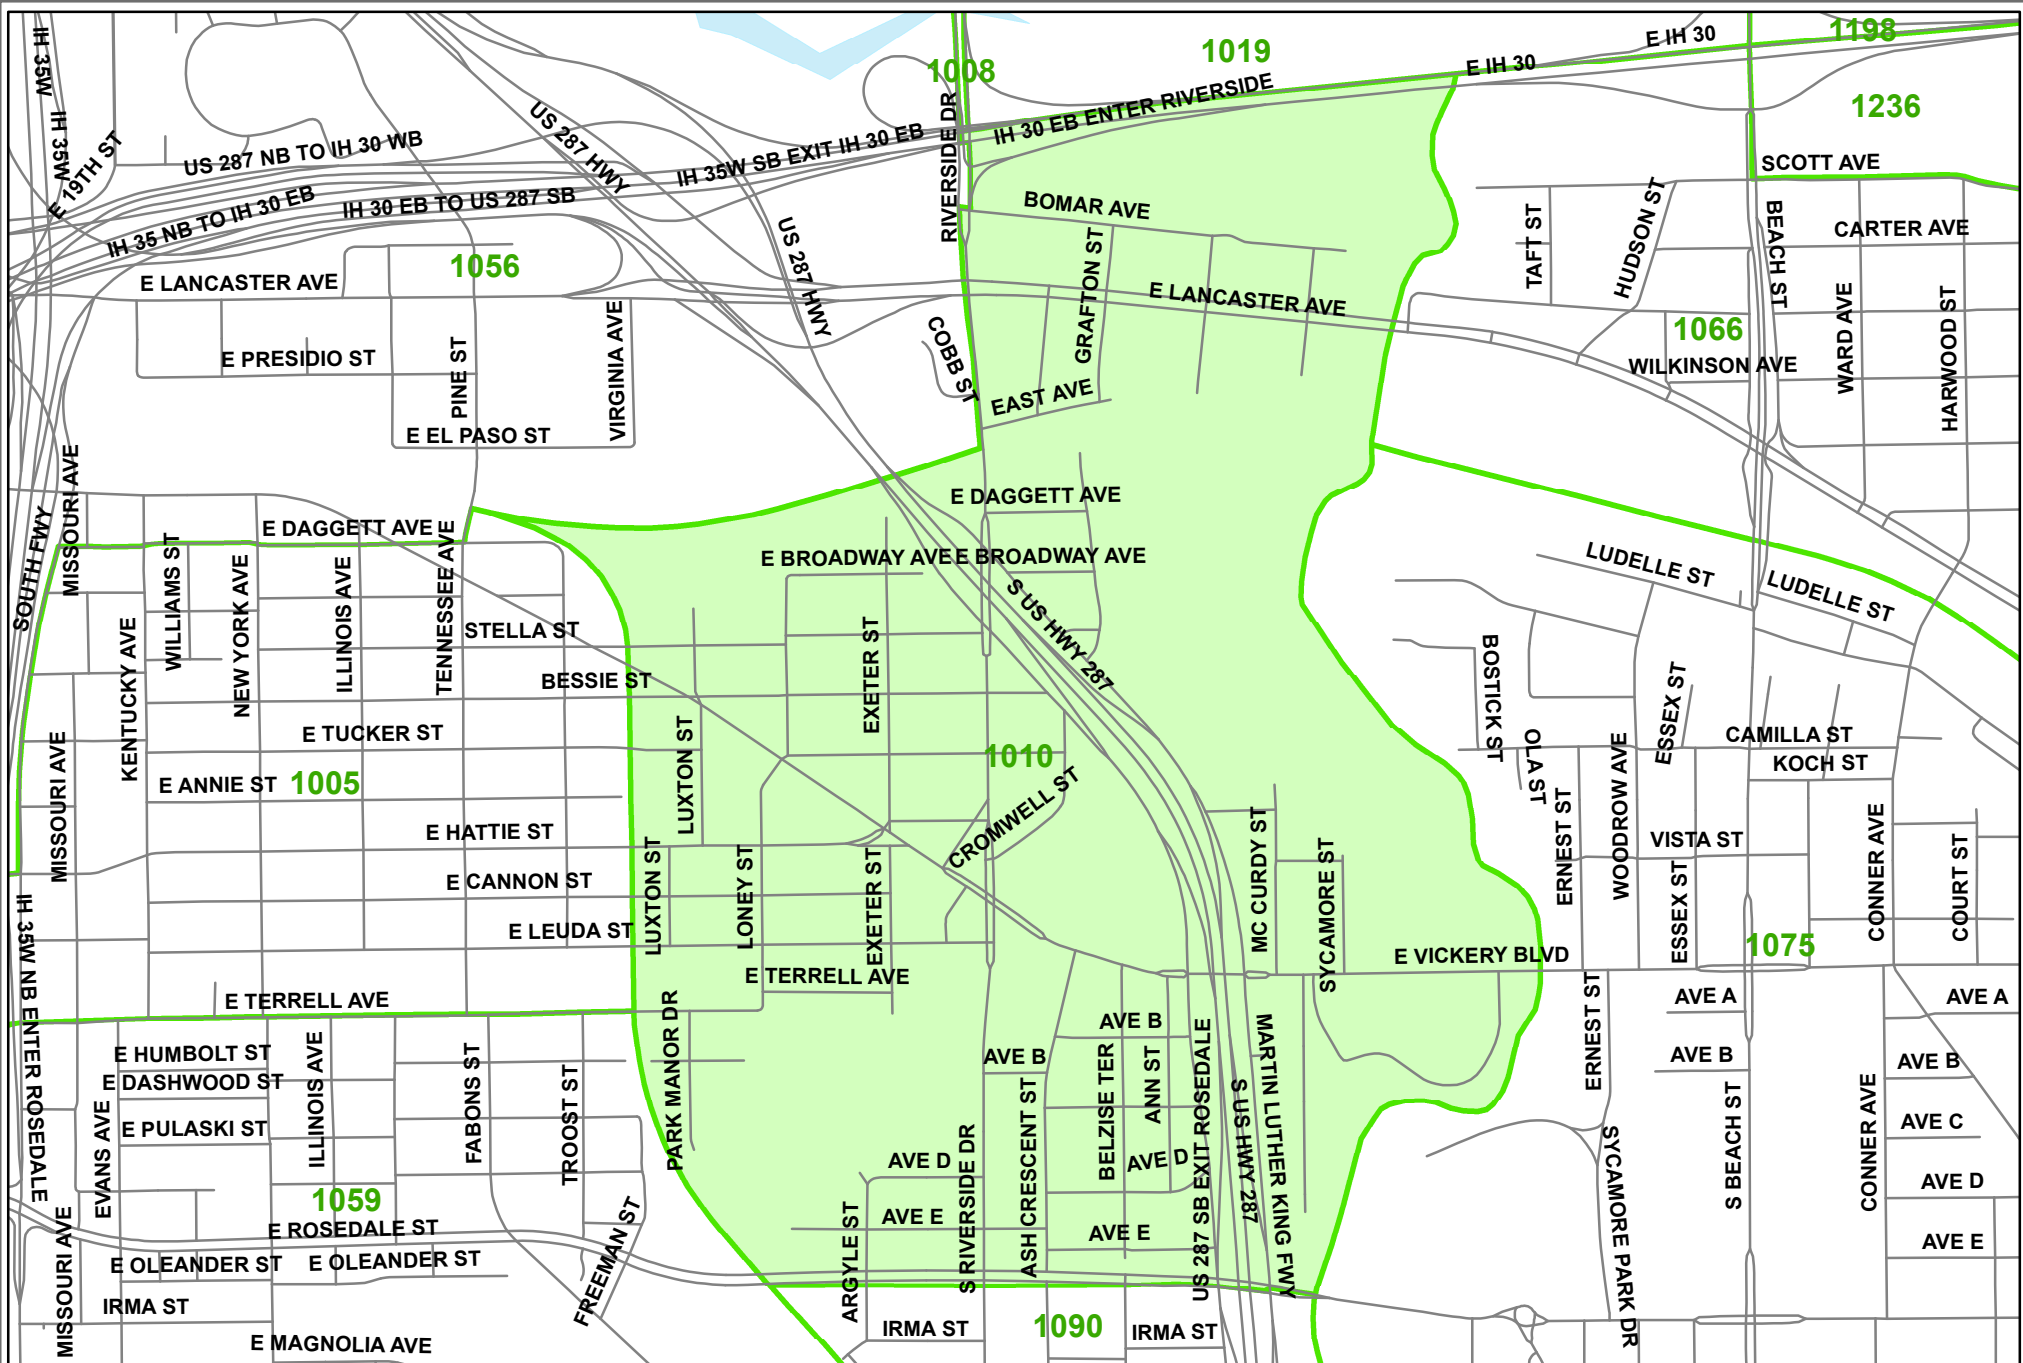 1198
1019
E IH 30
E IH 30
IH 35W
1008
IH 30 EB ENTER RIVERSIDE
1236
IH 35W
US 287 HWY
RIVERSIDE DR
E 19TH ST
US 287 NB TO IH 30 WB
IH 35W SB EXIT IH 30 EB
SCOTT AVE
IH 35 NB TO IH 30 EB
IH 30 EB TO US 287 SB
BOMAR AVE
TAFT ST
HUDSON ST
BEACH ST
CARTER AVE
1056
US 287 HWY
GRAFTON ST
E LANCASTER AVE
E LANCASTER AVE
1066
WARD AVE
HARWOOD ST
E PRESIDIO ST
PINE ST
VIRGINIA AVE
COBB ST
EAST AVE
WILKINSON AVE
E EL PASO ST
MISSOURI AVE
SOUTH FWY
E DAGGETT AVE
E DAGGETT AVE
TENNESSEE AVE
WILLIAMS ST
NEW YORK AVE
ILLINOIS AVE
E BROADWAY AVE
E BROADWAY AVE
LUDELLE ST
LUDELLE ST
S US HWY 287
KENTUCKY AVE
STELLA ST
EXETER ST
BOSTICK ST
ESSEX ST
BESSIE ST
E TUCKER ST
LUXTON ST
1010
OLA ST
WOODROW AVE
CAMILLA ST
KOCH ST
MISSOURI AVE
E ANNIE ST
1005
CROMWELL ST
MC CURDY ST
ERNEST ST
CONNER AVE
E HATTIE ST
VISTA ST
LUXTON ST
LONEY ST
EXETER ST
SYCAMORE ST
ESSEX ST
COURT ST
E CANNON ST
E LEUDA ST
E VICKERY BLVD
1075
IH 35W NB ENTER ROSEDALE
E TERRELL AVE
E TERRELL AVE
AVE A
AVE A
PARK MANOR DR
AVE B
ERNEST ST
E HUMBOLT ST
ILLINOIS AVE
FABONS ST
AVE B
AVE B
AVE B
E DASHWOOD ST
TROOST ST
ASH CRESCENT ST
BELZISE TER
ANN ST
US 287 SB EXIT ROSEDALE
S US HWY 287
MARTIN LUTHER KING FWY
S BEACH ST
CONNER AVE
EVANS AVE
E PULASKI ST
AVE C
AVE D
AVE D
AVE D
SYCAMORE PARK DR
1059
E ROSEDALE ST
ARGYLE ST
AVE E
S RIVERSIDE DR
AVE E
AVE E
MISSOURI AVE
E OLEANDER ST
E OLEANDER ST
FREEMAN ST
IRMA ST
IRMA ST
1090
IRMA ST
E MAGNOLIA AVE